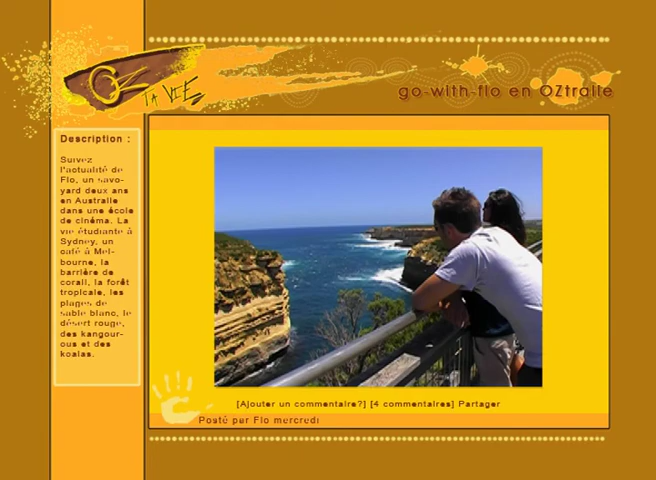 OZ
TA VIE
go-with-flo en OZtralie
Description :
Suivez
l'actualité de
Flo, un savo-
yard deux ans
en Australie
dans une école
de cinéma. La
vie étudiante à
Sydney, un
café à Mel-
bourne, la
barrière de
corail, la forêt
tropicale, les
plages de
sable blanc, le
désert rouge,
des kangour-
ous et des
koalas.
[Ajouter un commentaire?] [4 commentaires] Partager
Posté par Flo mercredi